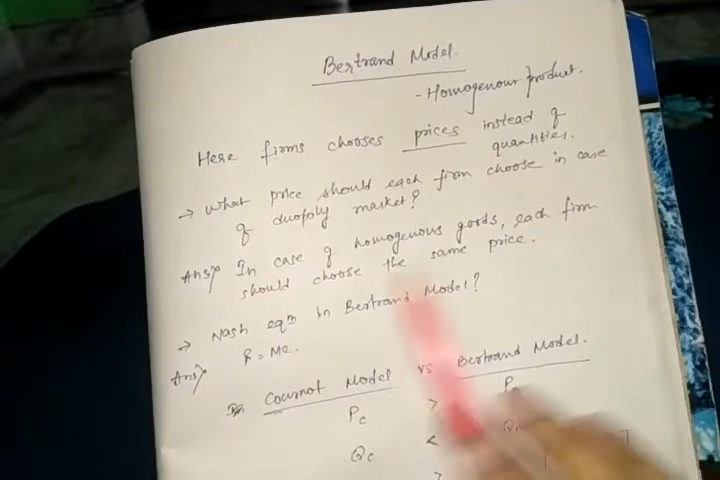 Bertrand Model.
- Homogenour product.
Here firms chooses prices instead of
quantities.
→ What price should each firm choose in case
of duopoly market?
Ans> In case of homogenous goods, each firm
should choose the same price.
→ Nash eqm in Bertrand Model?
Ans> P = MC.
Cournot Model vs Bertrand Model.
Pc >
Qc <
>